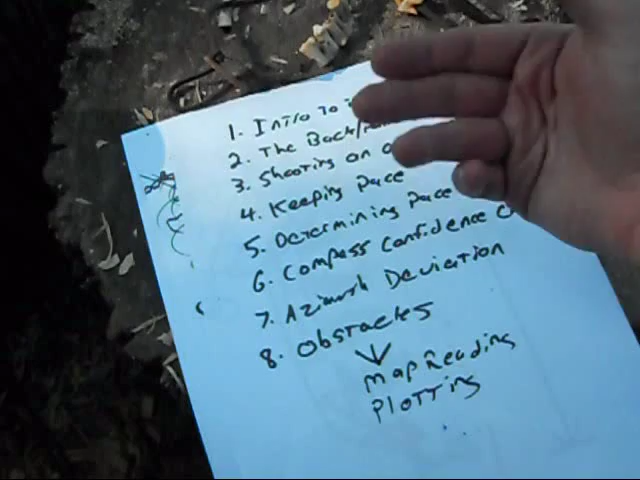 1. Intro to
2. The
3. Shooting on
4. Keeping Pace
5. Determining Pace
6. Compass Confidence
7. Azimuth Deviation
8. Obstacles
Map Reading
Plotting